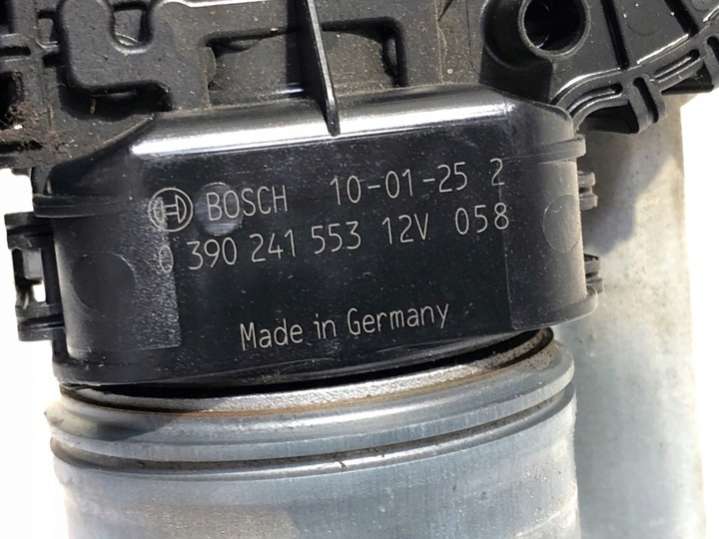 BOSCH 10-01-25 2
0 390 241 553 12V 058
Made in Germany